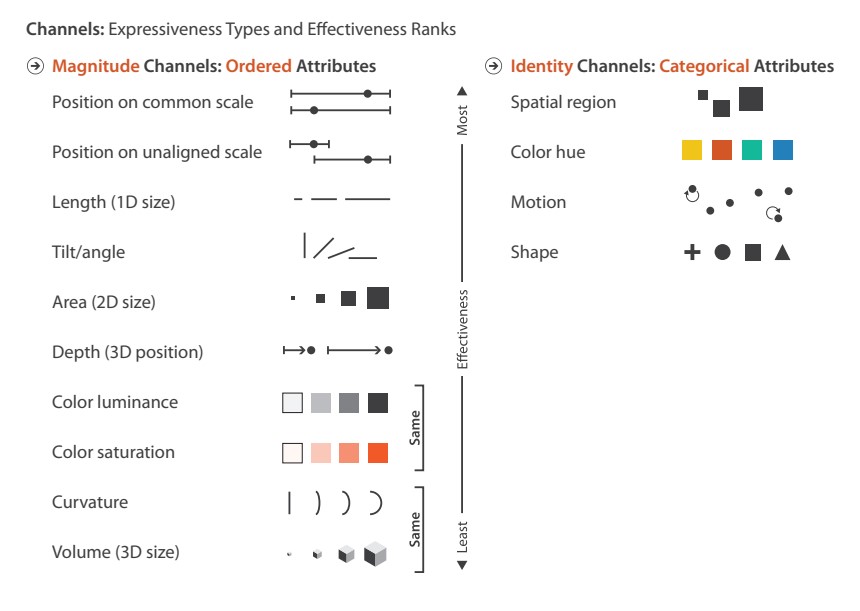 Channels: Expressiveness Types and Effectiveness Ranks
Magnitude Channels: Ordered Attributes
Position on common scale
Position on unaligned scale
Length (1D size)
Tilt/angle
Area (2D size)
Depth (3D position)
Color luminance
Color saturation
Curvature
Volume (3D size)
Same
Same
Most
Effectiveness
Least
Identity Channels: Categorical Attributes
Spatial region
Color hue
Motion
Shape